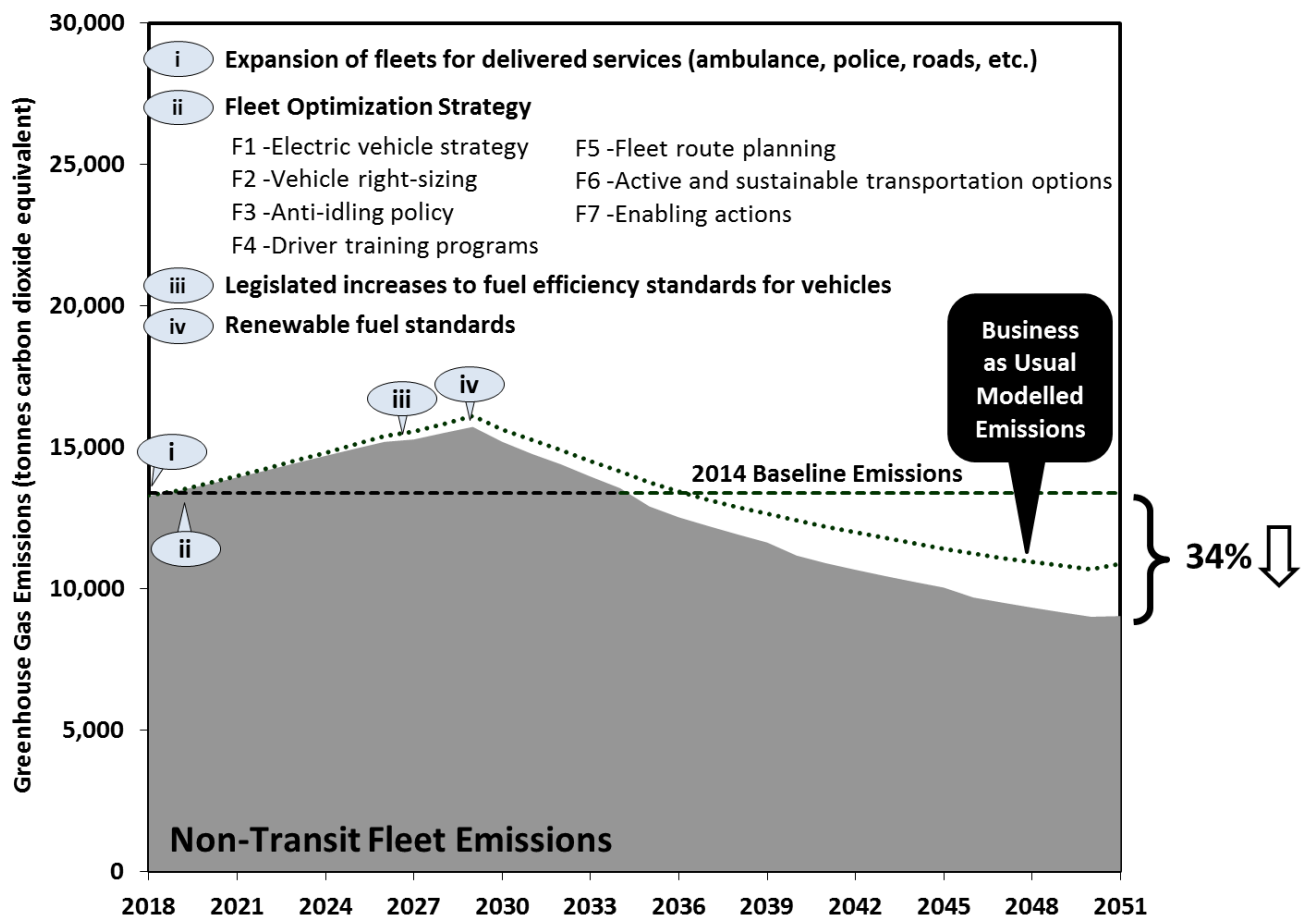 Greenhouse Gas Emissions (tonnes carbon dioxide equivalent)
30,000
25,000
20,000
15,000
10,000
5,000
0
i Expansion of fleets for delivered services (ambulance, police, roads, etc.)
ii Fleet Optimization Strategy
F1 -Electric vehicle strategy
F2 -Vehicle right-sizing
F3 -Anti-idling policy
F4 -Driver training programs
F5 -Fleet route planning
F6 -Active and sustainable transportation options
F7 -Enabling actions
iii Legislated increases to fuel efficiency standards for vehicles
iv Renewable fuel standards
Business
as Usual
Modelled
Emissions
iv
iii
i
ii
2014 Baseline Emissions
34%
Non-Transit Fleet Emissions
2018 2021 2024 2027 2030 2033 2036 2039 2042 2045 2048 2051